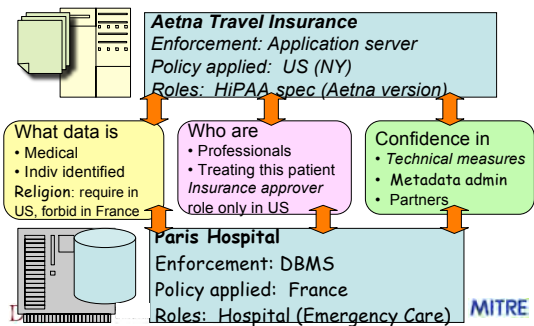 Aetna Travel Insurance
Enforcement: Application server
Policy applied:  US (NY)
Roles:  HiPAA spec (Aetna version)
What data is
• Medical
• Indiv identified
Religion: require in
US, forbid in France
Who are
• Professionals
• Treating this patient
Insurance approver
role only in US
Confidence in
• Technical measures
• Metadata admin
• Partners
Paris Hospital
Enforcement: DBMS
Policy applied:  France
Roles:  Hospital (Emergency Care)
MITRE